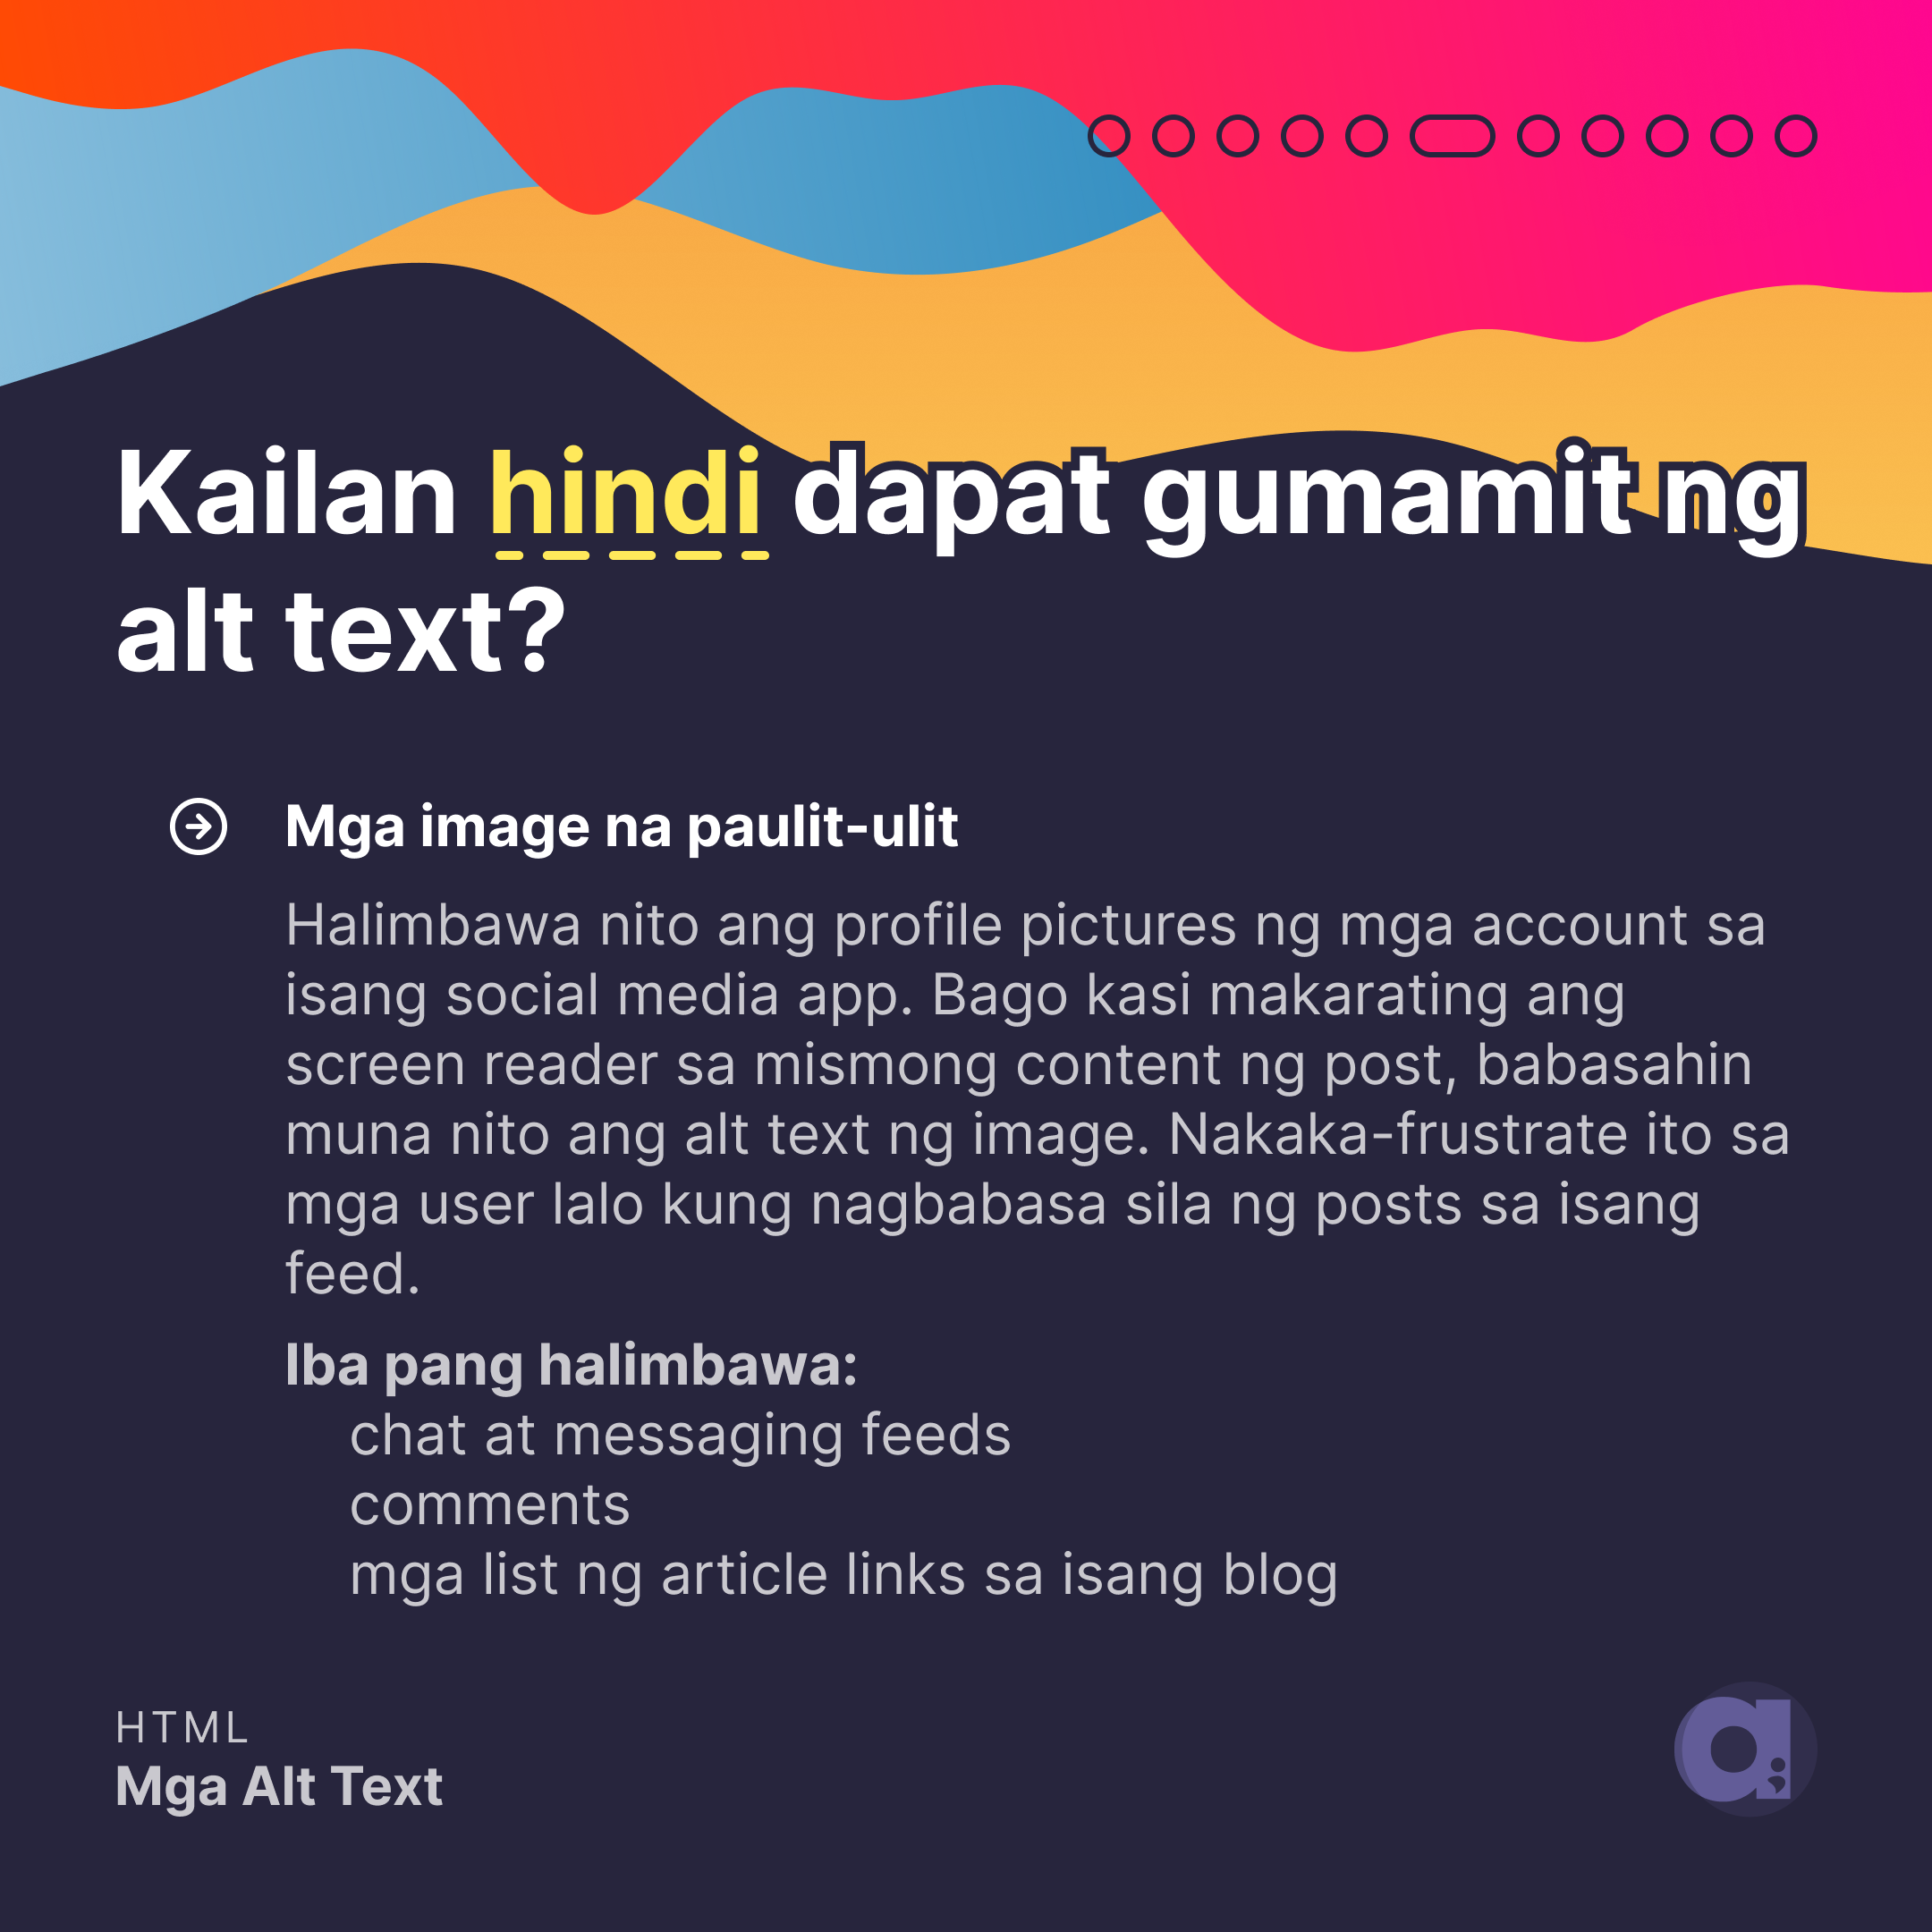 Kailan hindi dapat gumamit ng
alt text?
Mga image na paulit-ulit
Halimbawa nito ang profile pictures ng mga account sa
isang social media app. Bago kasi makarating ang
screen reader sa mismong content ng post, babasahin
muna nito ang alt text ng image. Nakaka-frustrate ito sa
mga user lalo kung nagbabasa sila ng posts sa isang
feed.
Iba pang halimbawa:
chat at messaging feeds
comments
mga list ng article links sa isang blog
HTML
Mga Alt Text
a;